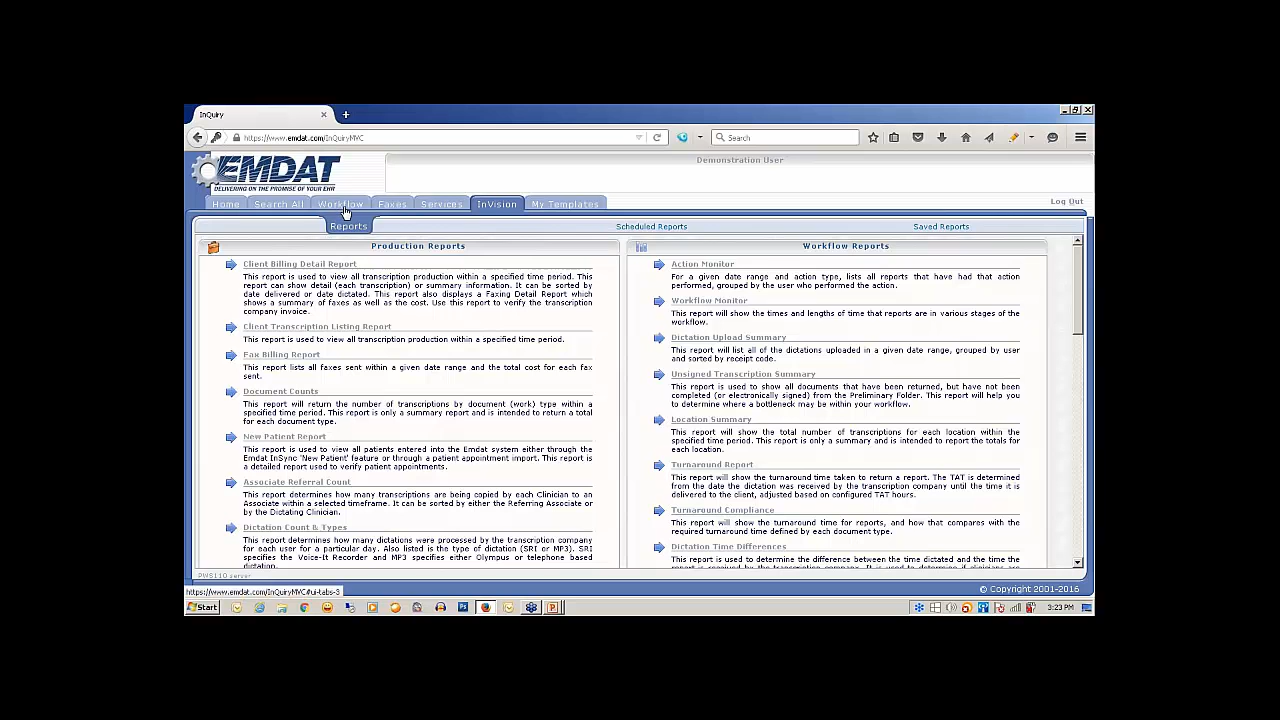 InQuiry
https://www.emdat.com/InQuiryMVC
Search
EMDAT
DELIVERING ON THE PROMISE OF YOUR EHR
Demonstration User
Home Search All Workflow Faxes Services InVision My Templates
Log Out
Reports Scheduled Reports Saved Reports
Production Reports
Client Billing Detail Report
This report is used to view all transcription production within a specified time period. This
report can show detail (each transcription) or summary information. It can be sorted by
date delivered or date dictated. This report also displays a Faxing Detail Report which
shows a summary of faxes as well as the cost. Use this report to verify the transcription
company invoice.
Client Transcription Listing Report
This report is used to view all transcription production within a specified time period.
Fax Billing Report
This report lists all faxes sent within a given date range and the total cost for each fax
sent.
Document Counts
This report will return the number of transcriptions by document (work) type within a
specified time period. This report is only a summary report and is intended to return a total
for each document type.
New Patient Report
This report is used to view all patients entered into the Emdat system either through the
Emdat InSync 'New Patient' feature or through a patient appointment import. This report is
a detailed report used to verify patient appointments.
Associate Referral Count
This report determines how many transcriptions are being copied by each Clinician to an
Associate within a selected timeframe. It can be sorted by either the Referring Associate or
by the Dictating Clinician.
Dictation Count & Types
This report determines how many dictations were processed by the transcription company
for each user for a particular day. Also listed is the type of dictation (SRI or MP3). SRI
specifies the Voice-It Recorder and MP3 specifies either Olympus or telephone based
dictation.
Workflow Reports
Action Monitor
For a given date range and action type, lists all reports that have had that action
performed, grouped by the user who performed the action.
Workflow Monitor
This report will show the times and lengths of time that reports are in various stages of the
workflow.
Dictation Upload Summary
This report will list all of the dictations uploaded in a given date range, grouped by user
and sorted by receipt code.
Unsigned Transcription Summary
This report is used to show all documents that have been returned, but have not been
completed (or electronically signed) from the Preliminary Folder. This report will help you
to determine where a bottleneck may be within your workflow.
Location Summary
This report will show the total number of transcriptions for each location within the
specified time period. This report is only a summary and is intended to report the totals for
each location.
Turnaround Report
This report will show the turnaround time taken to return a report. The TAT is determined
from the date the dictation was received by the transcription company until the time it is
delivered to the client, adjusted based on configured TAT hours.
Turnaround Compliance
This report will show the turnaround time for reports, and how that compares with the
required turnaround time defined by each document type.
Dictation Time Differences
This report is used to determine the difference between the time dictated and the time the
PWS110 server
https://www.emdat.com/InQuiryMVC#ui-tabs-3
© Copyright 2001-2016
Start
3:23 PM